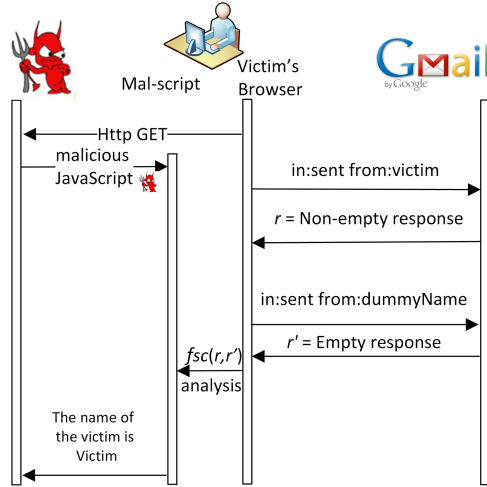 Mal-script
Victim's
Browser
Gmail
by Google
Http GET
malicious
JavaScript
in:sent from:victim
r = Non-empty response
in:sent from:dummyName
r' = Empty response
fsc(r,r')
analysis
The name of
the victim is
Victim